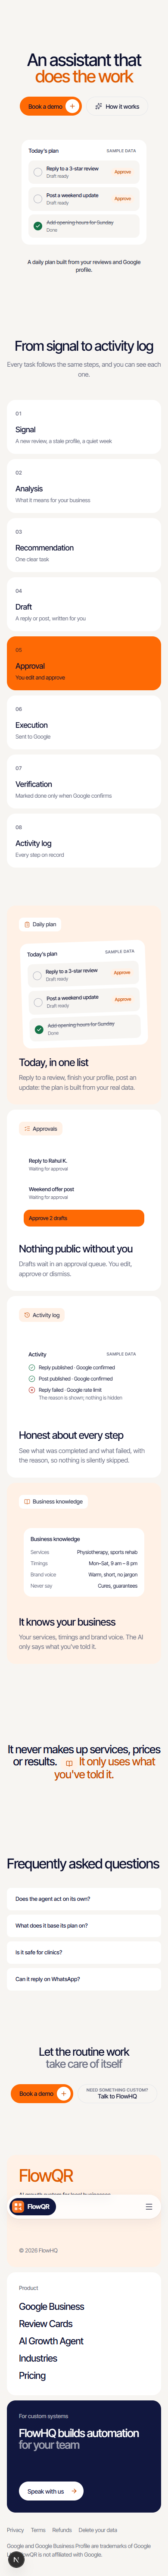 An assistant that
does the work
Book a demo
How it works
Today's plan
SAMPLE DATA
Reply to a 3-star review
Draft ready
Approve
Post a weekend update
Draft ready
Approve
Add opening hours for Sunday
Done
A daily plan built from your reviews and Google
profile.
From signal to activity log
Every task follows the same steps, and you can see each
one.
01
Signal
A new review, a stale profile, a quiet week
02
Analysis
What it means for your business
03
Recommendation
One clear task
04
Draft
A reply or post, written for you
05
Approval
You edit and approve
06
Execution
Sent to Google
07
Verification
Marked done only when Google confirms
08
Activity log
Every step on record
Daily plan
Today's plan
SAMPLE DATA
Reply to a 3-star review
Draft ready
Approve
Post a weekend update
Draft ready
Approve
Add opening hours for Sunday
Done
Today, in one list
Reply to a review, finish your profile, post an
update: the plan is built from your real data.
Approvals
Reply to Rahul K.
Waiting for approval
Weekend offer post
Waiting for approval
Approve 2 drafts
Nothing public without you
Drafts wait in an approval queue. You edit,
approve or dismiss.
Activity log
Activity
SAMPLE DATA
Reply published · Google confirmed
Post published · Google confirmed
Reply failed · Google rate limit
The reason is shown, nothing is hidden
Honest about every step
See what was completed and what failed, with
the reason, so nothing is silently skipped.
Business knowledge
Business knowledge
Services
Physiotherapy, sports rehab
Timings
Mon–Sat, 9 am – 8 pm
Brand voice
Warm, short, no jargon
Never say
Cures, guarantees
It knows your business
Your services, timings and brand voice. The AI
only says what you've told it.
It never makes up services, prices
or results. It only uses what
you've told it.
Frequently asked questions
Does the agent act on its own?
What does it base its plan on?
Is it safe for clinics?
Can it reply on WhatsApp?
Let the routine work
take care of itself
Book a demo
NEED SOMETHING CUSTOM?
Talk to FlowHQ
FlowQR
FlowQR
© 2026 FlowHQ
Product
Google Business
Review Cards
AI Growth Agent
Industries
Pricing
For custom systems
FlowHQ builds automation
for your team
Speak with us
Privacy
Terms
Refunds
Delete your data
Google and Google Business Profile are trademarks of Google
FlowQR is not affiliated with Google.